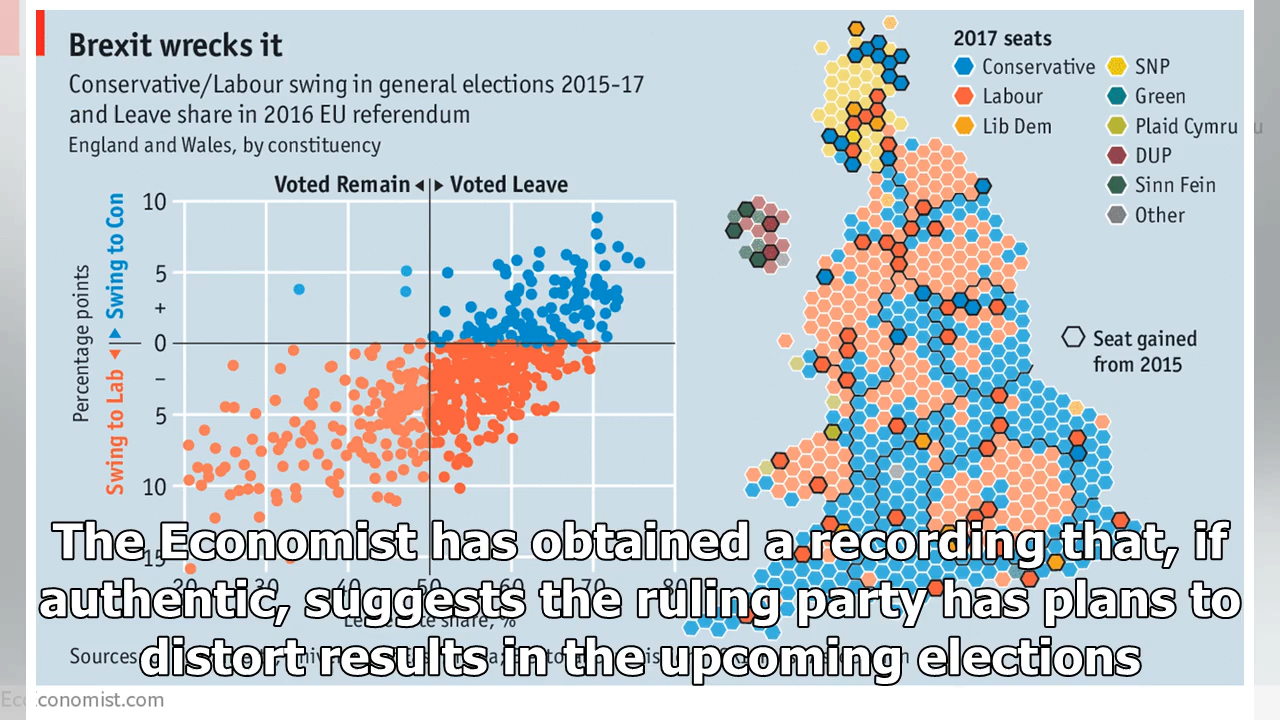 Brexit wrecks it
Conservative/Labour swing in general elections 2015-17
and Leave share in 2016 EU referendum
England and Wales, by constituency
Voted Remain ◄ ► Voted Leave
10
5
+
0
–
5
10
15
Percentage points
Swing to Lab ◄ ► Swing to Con
20 30 40 50 60 70 80
share, %
2017 seats
Conservative
Labour
Lib Dem
SNP
Green
Plaid Cymru
DUP
Sinn Fein
Other
Seat gained
from 2015
The Economist has obtained a recording that, if
authentic, suggests the ruling party has plans to
distort results in the upcoming elections
Sources
Economist.com